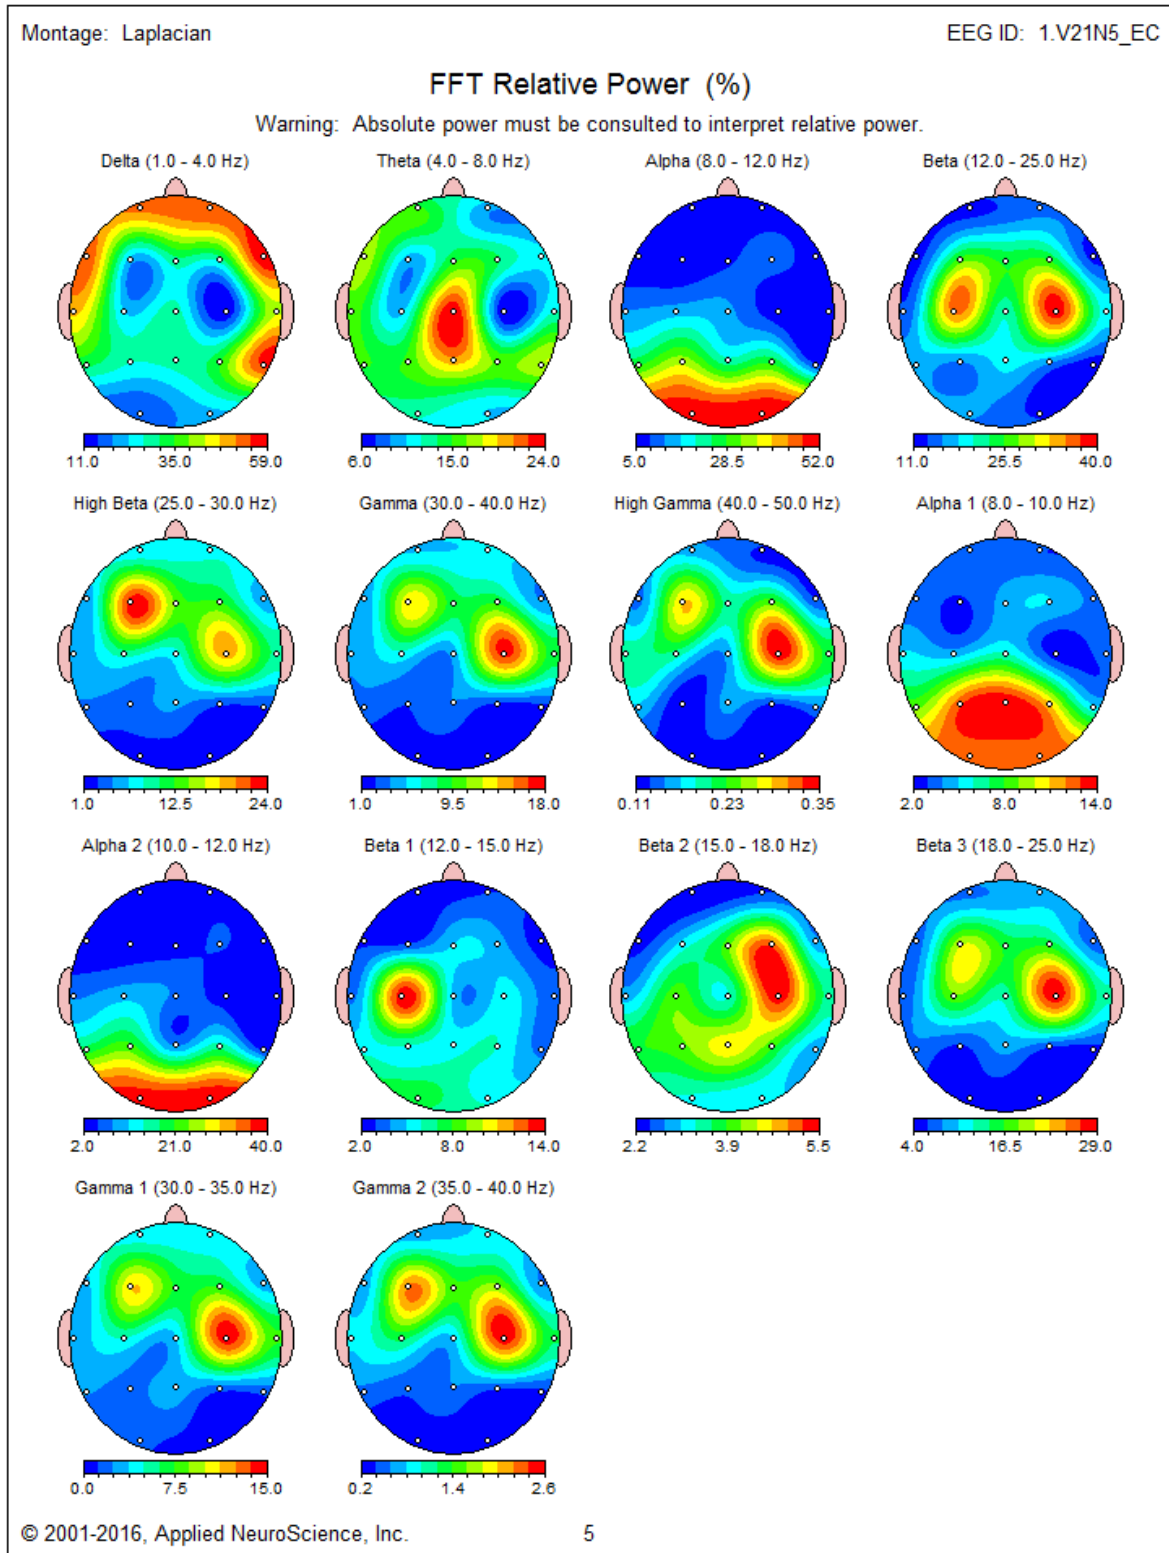 Montage: Laplacian EEG ID: 1.V21N5_EC
FFT Relative Power (%)
Warning: Absolute power must be consulted to interpret relative power.
Delta (1.0 - 4.0 Hz) Theta (4.0 - 8.0 Hz) Alpha (8.0 - 12.0 Hz) Beta (12.0 - 25.0 Hz)
11.0 35.0 59.0 6.0 15.0 24.0 5.0 28.5 52.0 11.0 25.5 40.0
High Beta (25.0 - 30.0 Hz) Gamma (30.0 - 40.0 Hz) High Gamma (40.0 - 50.0 Hz) Alpha 1 (8.0 - 10.0 Hz)
1.0 12.5 24.0 1.0 9.5 18.0 0.11 0.23 0.35 2.0 8.0 14.0
Alpha 2 (10.0 - 12.0 Hz) Beta 1 (12.0 - 15.0 Hz) Beta 2 (15.0 - 18.0 Hz) Beta 3 (18.0 - 25.0 Hz)
2.0 21.0 40.0 2.0 8.0 14.0 2.2 3.9 5.5 4.0 16.5 29.0
Gamma 1 (30.0 - 35.0 Hz) Gamma 2 (35.0 - 40.0 Hz)
0.0 7.5 15.0 0.2 1.4 2.6
© 2001-2016, Applied NeuroScience, Inc. 5